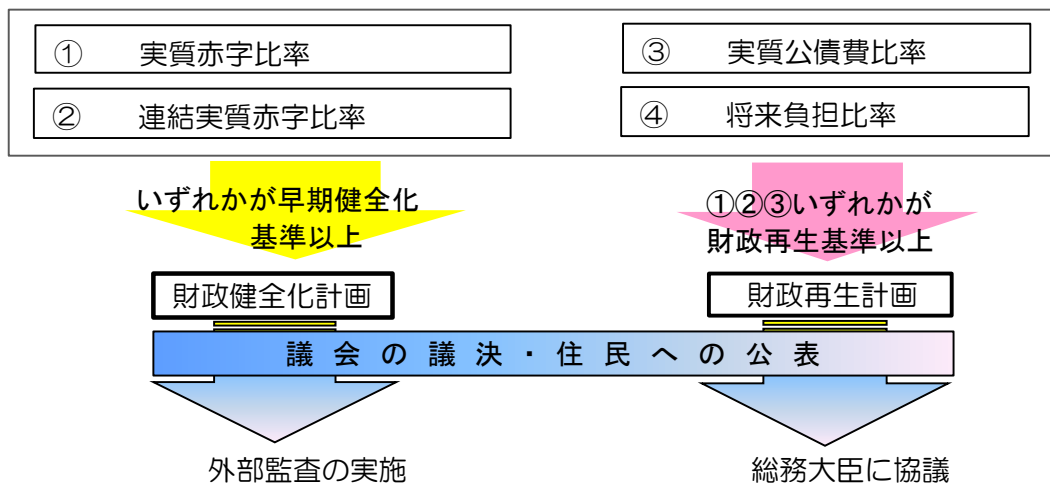 ① 実質赤字比率
② 連結実質赤字比率
③ 実質公債費比率
④ 将来負担比率
いずれかが早期健全化
基準以上
①②③いずれかが
財政再生基準以上
財政健全化計画
財政再生計画
議会の議決・住民への公表
外部監査の実施
総務大臣に協議